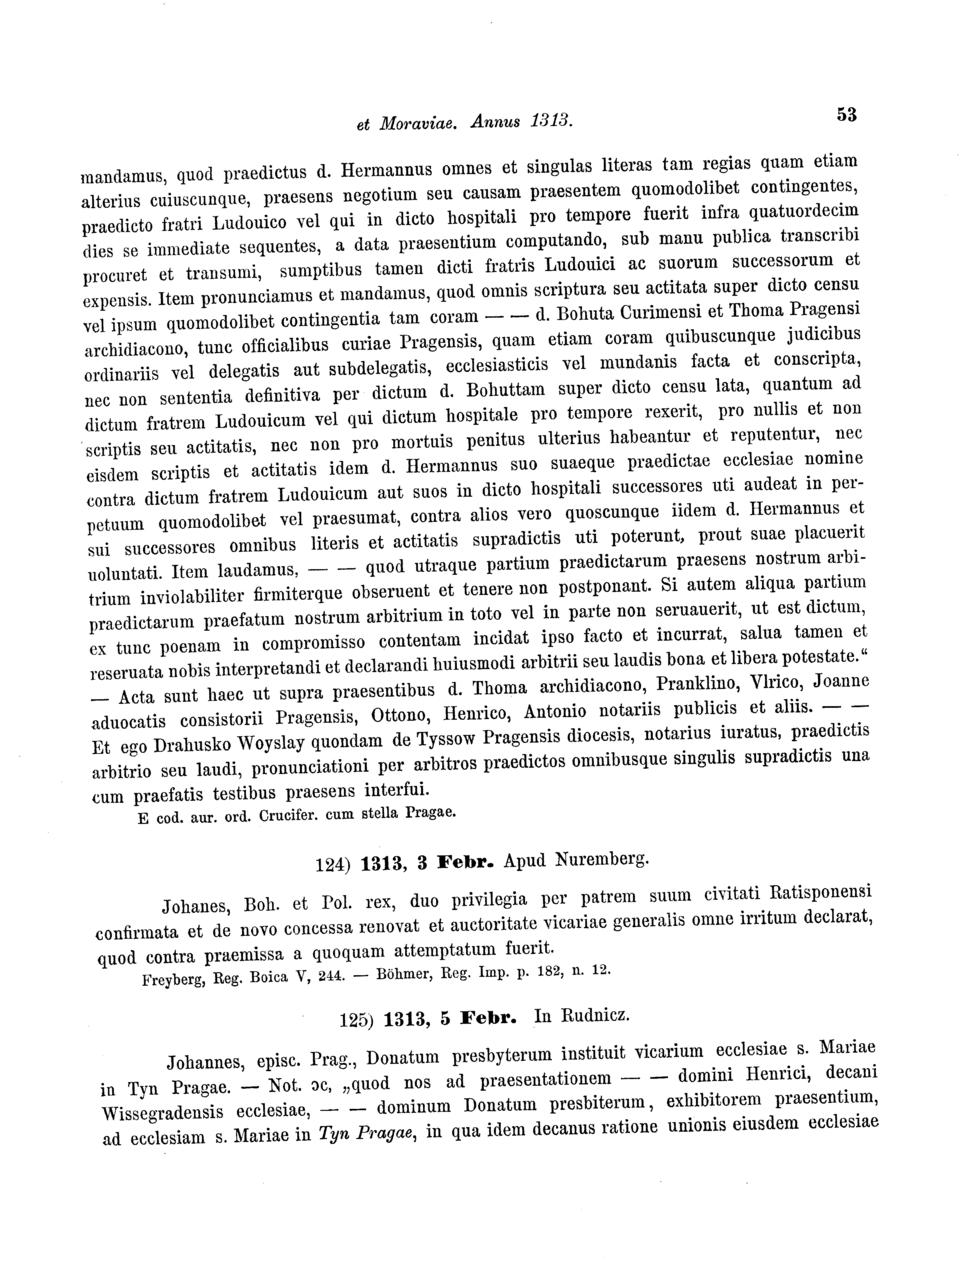 et Moraviae. Annus 1313.
53
mandamus, quod praedictus d. Hermannus omnes et singulas literas tam regias quam etiam
alterius cuiuscunque, praesens negotium seu causam praesentem quomodolibet contingentes,
praedicto fratri Ludouico vel qui in dicto hospitali pro tempore fuerit infra quatuordecim
dies se immediate sequentes, a data praesentium computando, sub manu publica transcribi
procuret et transumi, sumptibus tamen dicti fratris Ludouici ac suorum successorum et
expensis. Item pronunciamus et mandamus, quod omnis scriptura seu actitata super dicto censu
vel ipsum quomodolibet contingentia tam coram — — d. Bohuta Curimensi et Thoma Pragensi
archidiacono, tunc officialibus curiae Pragensis, quam etiam coram quibuscunque judicibus
ordinariis vel delegatis aut subdelegatis, ecclesiasticis vel mundanis facta et conscripta,
nec non sententia definitiva per dictum d. Bohuttam super dicto censu lata, quantum ad
dictum fratrem Ludouicum vel qui dictum hospitale pro tempore rexerit, pro nullis et non
scriptis seu actitatis, nec non pro mortuis penitus ulterius habeantur et reputentur, nec
eisdem scriptis et actitatis idem d. Hermannus suo suaeque praedictae ecclesiae nomine
contra dictum fratrem Ludouicum aut suos in dicto hospitali successores uti audeat in per-
petuum quomodolibet vel praesumat, contra alios vero quoscunque iidem d. Hermannus et
sui successores omnibus literis et actitatis supradictis uti poterunt, prout suae placuerit
uoluntati. Item laudamus, — — quod utraque partium praedictarum praesens nostrum arbi-
trium inviolabiliter firmiterque obseruent et tenere non postponant. Si autem aliqua partium
praedictarum praefatum nostrum arbitrium in toto vel in parte non seruauerit, ut est dictum,
ex tunc poenam in compromisso contentam incidat ipso facto et incurrat, salua tamen et
reseruata nobis interpretandi et declarandi huiusmodi arbitrii seu laudis bona et libera potestate.“
— Acta sunt haec ut supra praesentibus d. Thoma archidiacono, Pranklino, Vlrico, Joanne
aduocatis consistorii Pragensis, Ottono, Henrico, Antonio notariis publicis et aliis. — —
Et ego Drahusko Woyslay quondam de Tyssow Pragensis diocesis, notarius iuratus, praedictis
arbitrio seu laudi, pronunciationi per arbitros praedictos omnibusque singulis supradictis una
cum praefatis testibus praesens interfui.
E cod. aur. ord. Crucifer. cum stella Pragae.
124) 1313, 3 Febr. Apud Nuremberg.
Johanes, Boh. et Pol. rex, duo privilegia per patrem suum civitati Ratisponensi
confirmata et de novo concessa renovat et auctoritate vicariae generalis omne irritum declarat,
quod contra praemissa a quoquam attemptatum fuerit.
Freyberg, Reg. Boica V, 244. — Böhmer, Reg. Imp. p. 182, n. 12.
125) 1313, 5 Febr. In Rudnicz.
Johannes, episc. Prag., Donatum presbyterum instituit vicarium ecclesiae s. Mariae
in Tyn Pragae. — Not. ɔc, „quod nos ad praesentationem — — domini Henrici, decani
Wissegradensis ecclesiae, — — dominum Donatum presbiterum, exhibitorem praesentium,
ad ecclesiam s. Mariae in Tyn Pragae, in qua idem decanus ratione unionis eiusdem ecclesiae